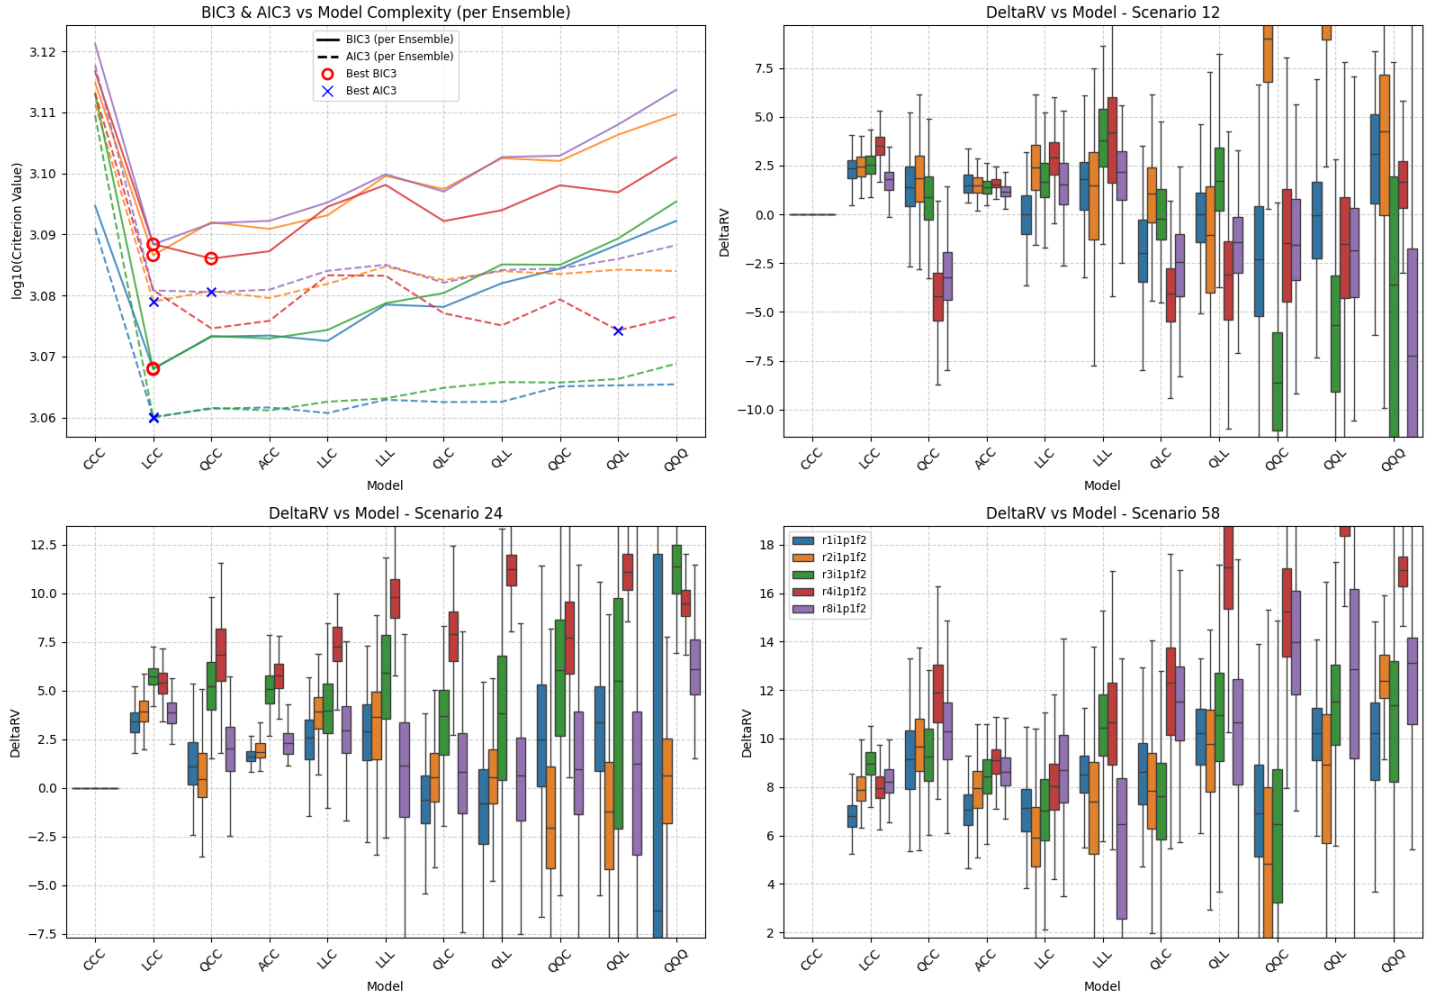 BIC3 & AIC3 vs Model Complexity (per Ensemble)
log10(Criterion Value)
3.12
3.11
3.10
3.09
3.08
3.07
3.06
BIC3 (per Ensemble)
AIC3 (per Ensemble)
Best BIC3
Best AIC3
CCC LCC QCC ACC LLC LLL QLC QLL QQC QQL QQQ
Model
DeltaRV vs Model - Scenario 12
DeltaRV
7.5
5.0
2.5
0.0
−2.5
−5.0
−7.5
−10.0
CCC LCC QCC ACC LLC LLL QLC QLL QQC QQL QQQ
Model
DeltaRV vs Model - Scenario 24
DeltaRV
12.5
10.0
7.5
5.0
2.5
0.0
−2.5
−5.0
−7.5
CCC LCC QCC ACC LLC LLL QLC QLL QQC QQL QQQ
Model
DeltaRV vs Model - Scenario 58
DeltaRV
18
16
14
12
10
8
6
4
2
r1i1p1f2
r2i1p1f2
r3i1p1f2
r4i1p1f2
r8i1p1f2
CCC LCC QCC ACC LLC LLL QLC QLL QQC QQL QQQ
Model